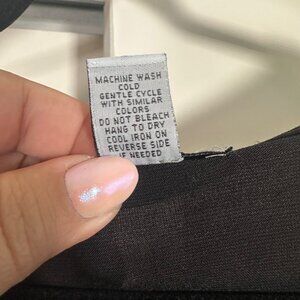 MACHINE WASH
COLD
GENTLE CYCLE
WITH SIMILAR
COLORS
DO NOT BLEACH
HANG TO DRY
COOL IRON ON
REVERSE SIDE
IF NEEDED